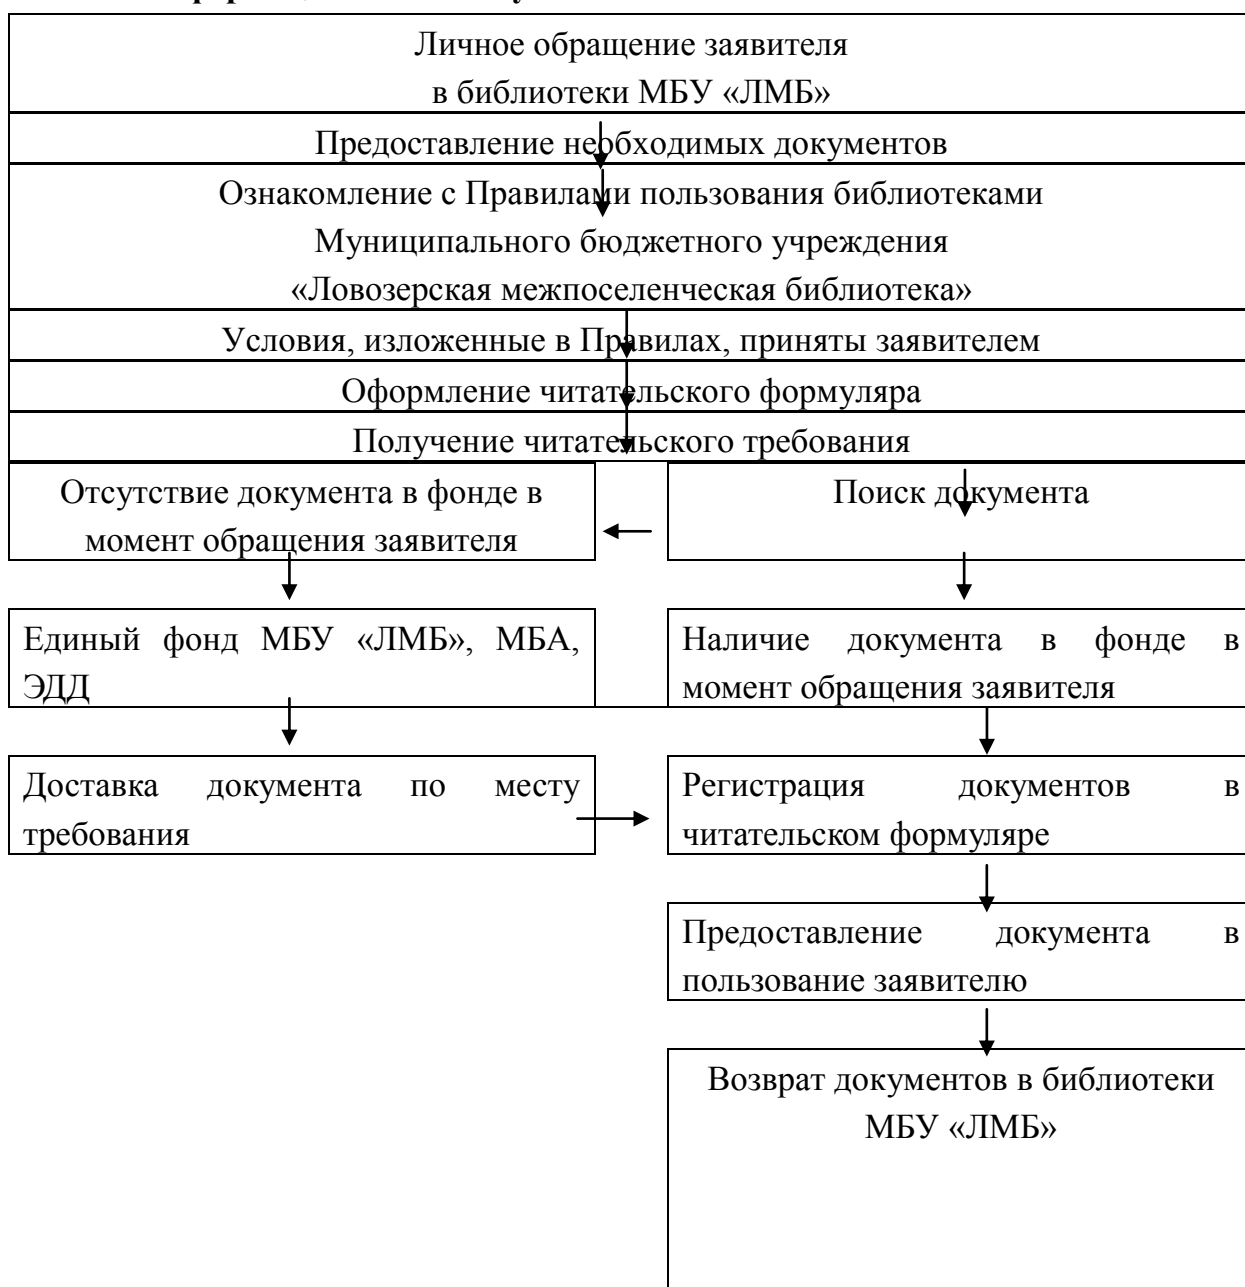 Личное обращение заявителя
в библиотеки МБУ «ЛМБ»
Предоставление необходимых документов
Ознакомление с Правилами пользования библиотеками
Муниципального бюджетного учреждения
«Ловозерская межпоселенческая библиотека»
Условия, изложенные в Правилах, приняты заявителем
Оформление читательского формуляра
Получение читательского требования
Отсутствие документа в фонде в
момент обращения заявителя
Поиск документа
Единый фонд МБУ «ЛМБ», МБА,
ЭДД
Наличие документа в фонде в
момент обращения заявителя
Доставка документа по месту
требования
Регистрация документов в
читательском формуляре
Предоставление документа в
пользование заявителю
Возврат документов в библиотеки
МБУ «ЛМБ»